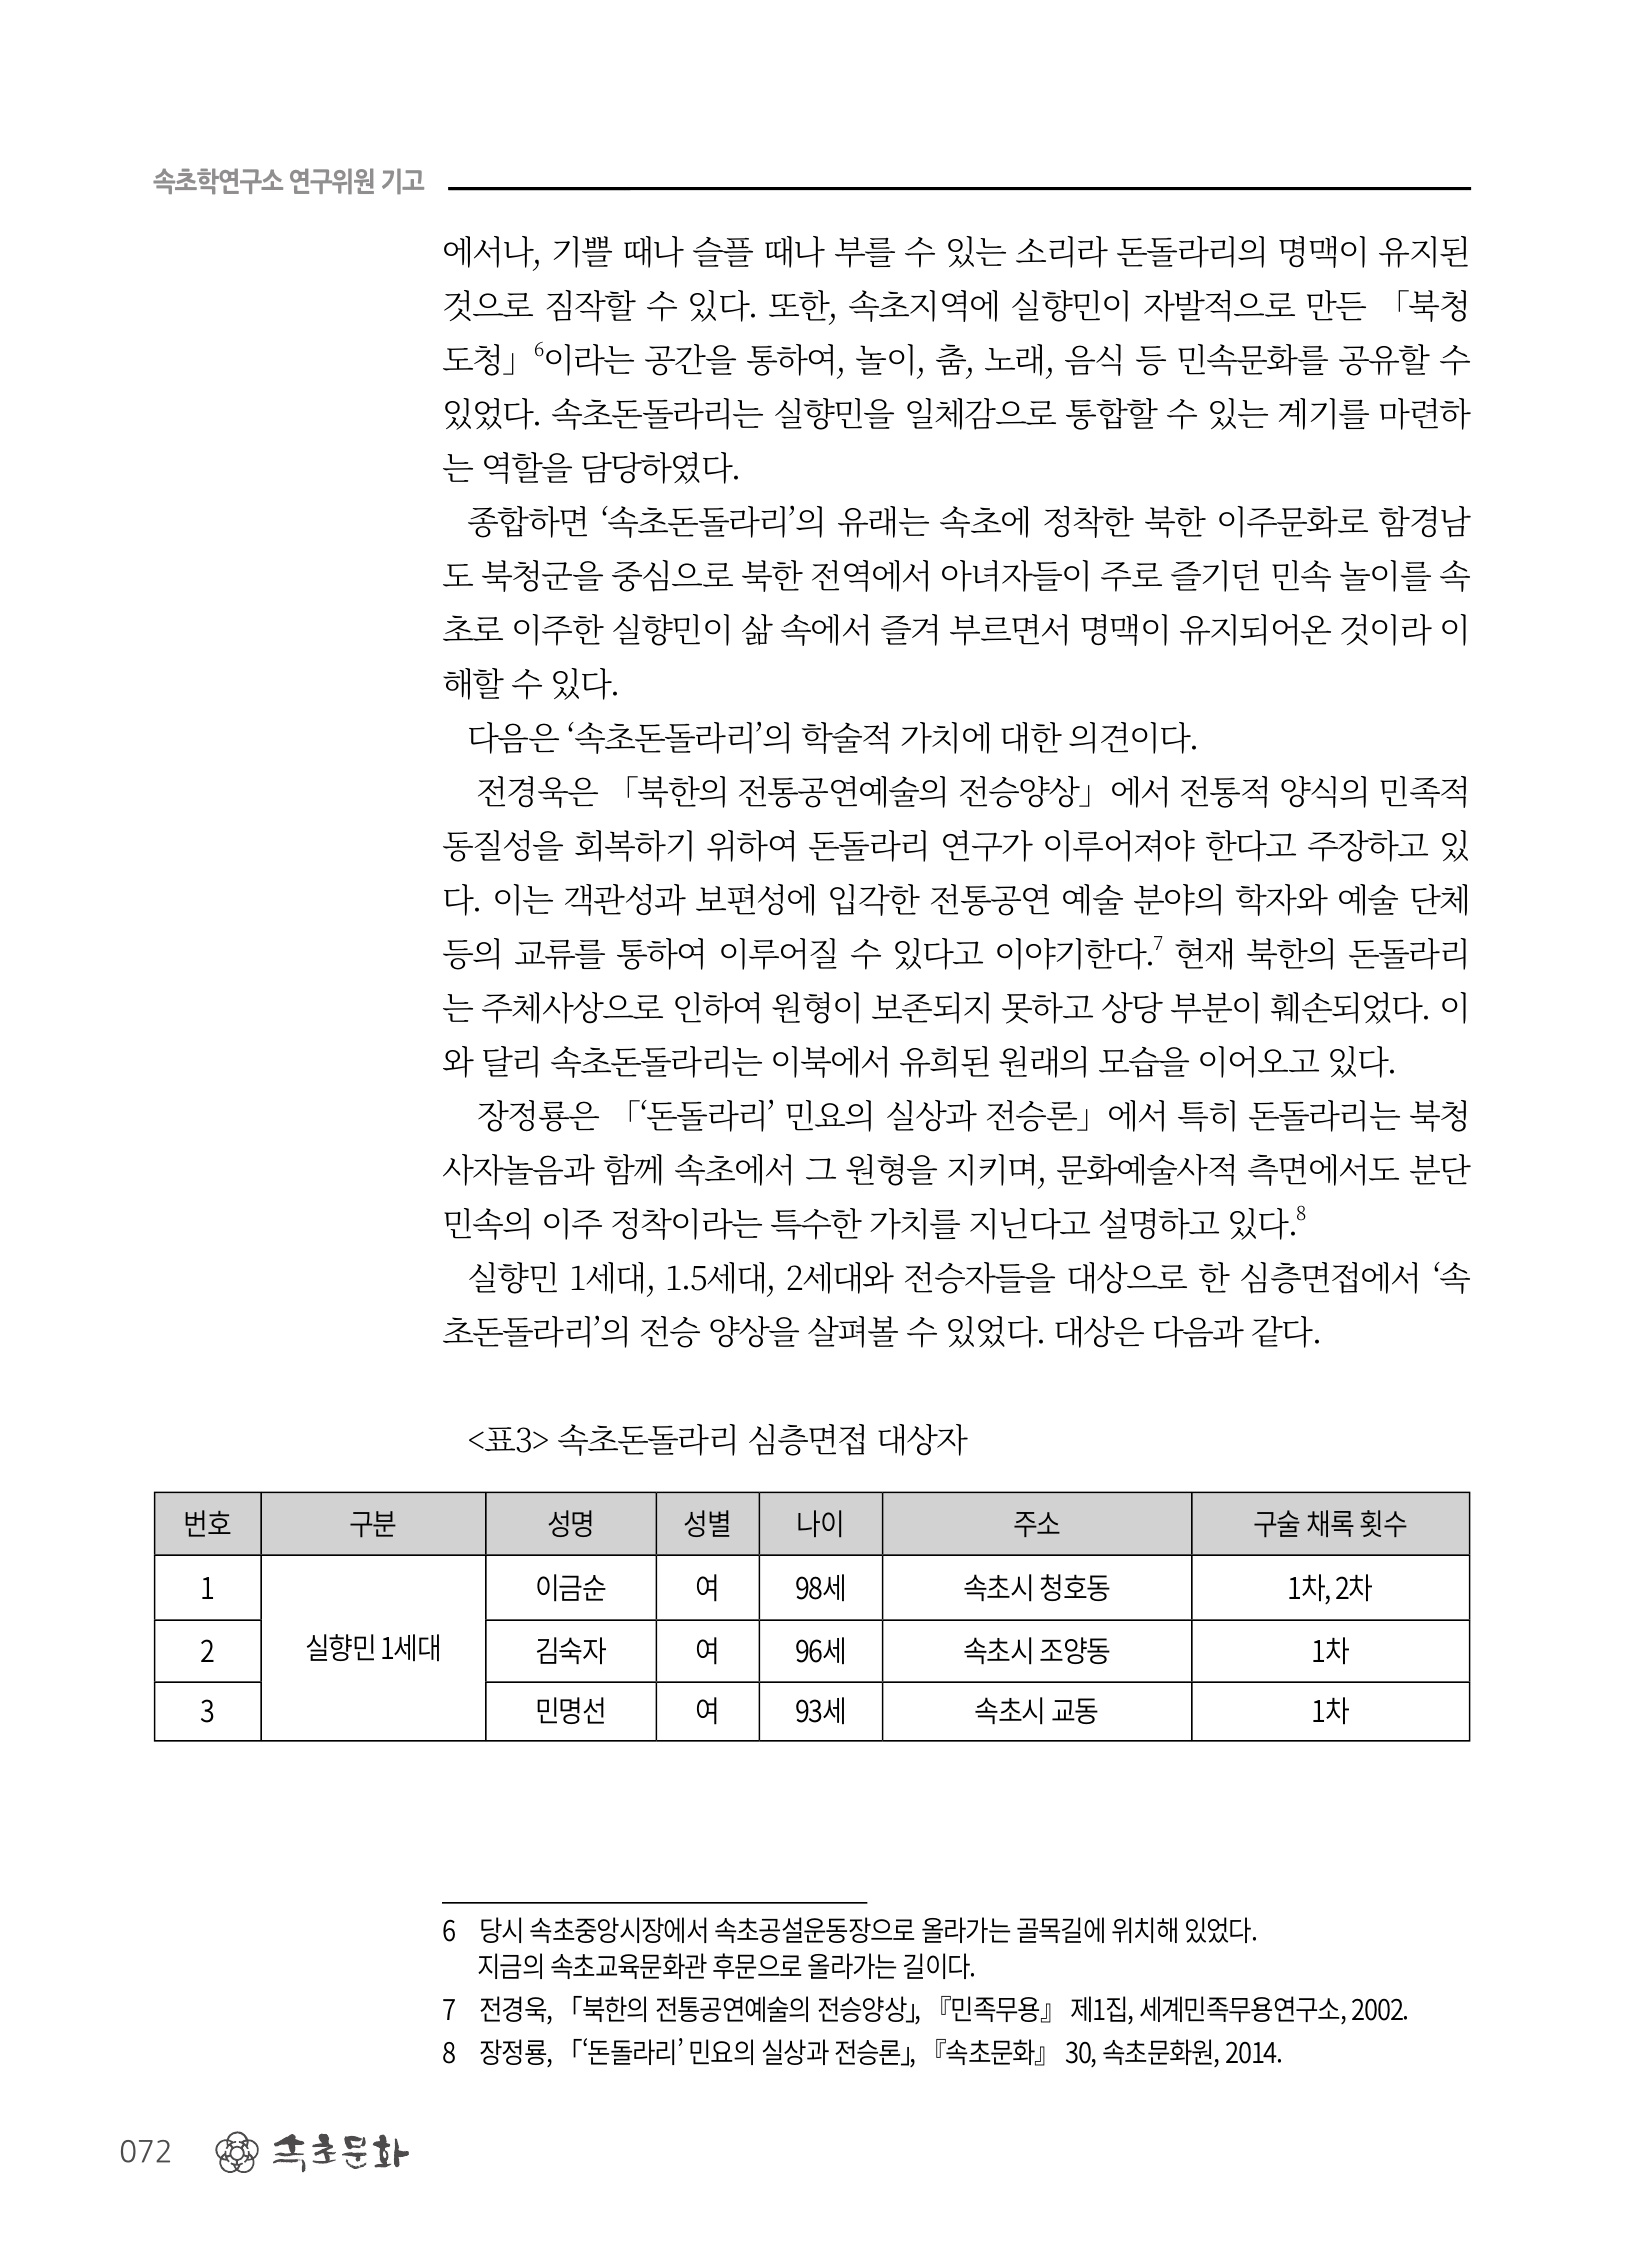 속초학연구소 연구위원 기고
에서나, 기쁠 때나 슬플 때나 부를 수 있는 소리라 돈돌라리의 명맥이 유지된
것으로 짐작할 수 있다. 또한, 속초지역에 실향민이 자발적으로 만든 「북청
도청」6이라는 공간을 통하여, 놀이, 춤, 노래, 음식 등 민속문화를 공유할 수
있었다. 속초돈돌라리는 실향민을 일체감으로 통합할 수 있는 계기를 마련하
는 역할을 담당하였다.
종합하면 ‘속초돈돌라리’의 유래는 속초에 정착한 북한 이주문화로 함경남
도 북청군을 중심으로 북한 전역에서 아녀자들이 주로 즐기던 민속 놀이를 속
초로 이주한 실향민이 삶 속에서 즐겨 부르면서 명맥이 유지되어온 것이라 이
해할 수 있다.
다음은 ‘속초돈돌라리’의 학술적 가치에 대한 의견이다.
전경욱은 「북한의 전통공연예술의 전승양상」에서 전통적 양식의 민족적
동질성을 회복하기 위하여 돈돌라리 연구가 이루어져야 한다고 주장하고 있
다. 이는 객관성과 보편성에 입각한 전통공연 예술 분야의 학자와 예술 단체
등의 교류를 통하여 이루어질 수 있다고 이야기한다.7 현재 북한의 돈돌라리
는 주체사상으로 인하여 원형이 보존되지 못하고 상당 부분이 훼손되었다. 이
와 달리 속초돈돌라리는 이북에서 유희된 원래의 모습을 이어오고 있다.
장정룡은 「‘돈돌라리’ 민요의 실상과 전승론」에서 특히 돈돌라리는 북청
사자놀음과 함께 속초에서 그 원형을 지키며, 문화예술사적 측면에서도 분단
민속의 이주 정착이라는 특수한 가치를 지닌다고 설명하고 있다.8
실향민 1세대, 1.5세대, 2세대와 전승자들을 대상으로 한 심층면접에서 ‘속
초돈돌라리’의 전승 양상을 살펴볼 수 있었다. 대상은 다음과 같다.
<표3> 속초돈돌라리 심층면접 대상자
번호 구분 성명 성별 나이 주소 구술 채록 횟수
1 이금순 여 98세 속초시 청호동 1차, 2차
실향민 1세대
2 김숙자 여 96세 속초시 조양동 1차
3 민명선 여 93세 속초시 교동 1차
6 당시 속초중앙시장에서 속초공설운동장으로 올라가는 골목길에 위치해 있었다.
지금의 속초교육문화관 후문으로 올라가는 길이다.
7 전경욱, 「북한의 전통공연예술의 전승양상」, 『민족무용』 제1집, 세계민족무용연구소, 2002.
8 장정룡, 「‘돈돌라리’ 민요의 실상과 전승론」, 『속초문화』 30, 속초문화원, 2014.
072 속초문화